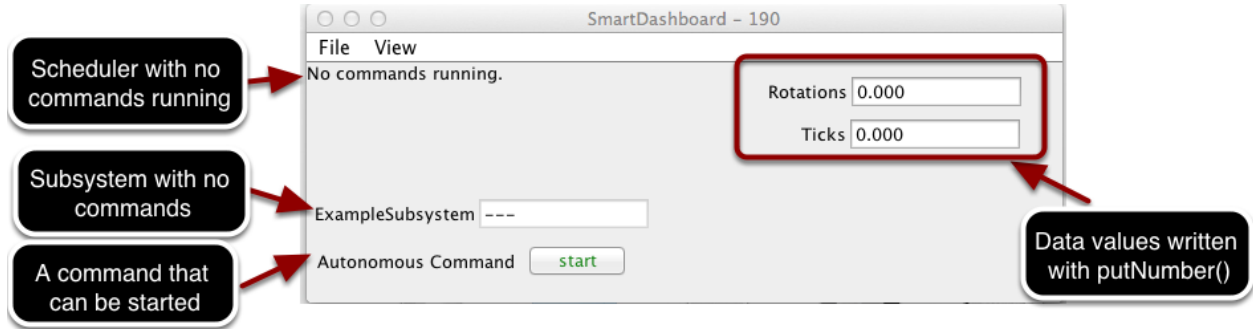 SmartDashboard – 190
File View
Scheduler with no
commands running
No commands running.
Rotations 0.000
Ticks 0.000
Subsystem with no
commands
ExampleSubsystem ---
Data values written
with putNumber()
A command that
can be started
Autonomous Command start